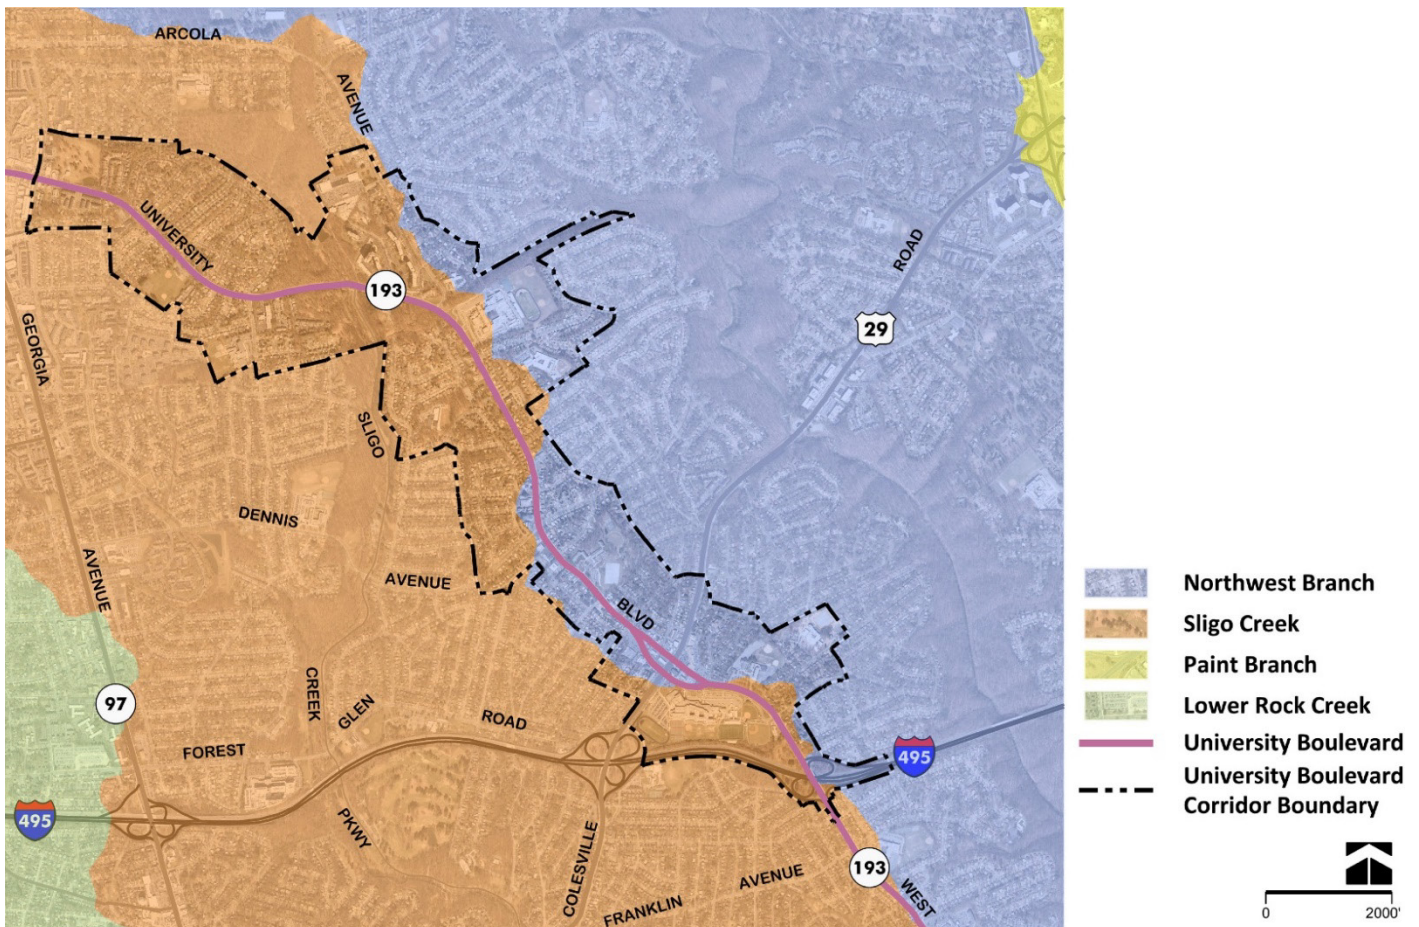 ARCOLA
AVENUE
UNIVERSITY
193
ROAD
29
GEORGIA
SLIGO
DENNIS
AVENUE
AVENUE
BLVD
CREEK
GLEN
ROAD
97
FOREST
495
495
PKWY
COLESVILLE
193
AVENUE
FRANKLIN
WEST
Northwest Branch
Sligo Creek
Paint Branch
Lower Rock Creek
University Boulevard
University Boulevard
Corridor Boundary
0 2000'